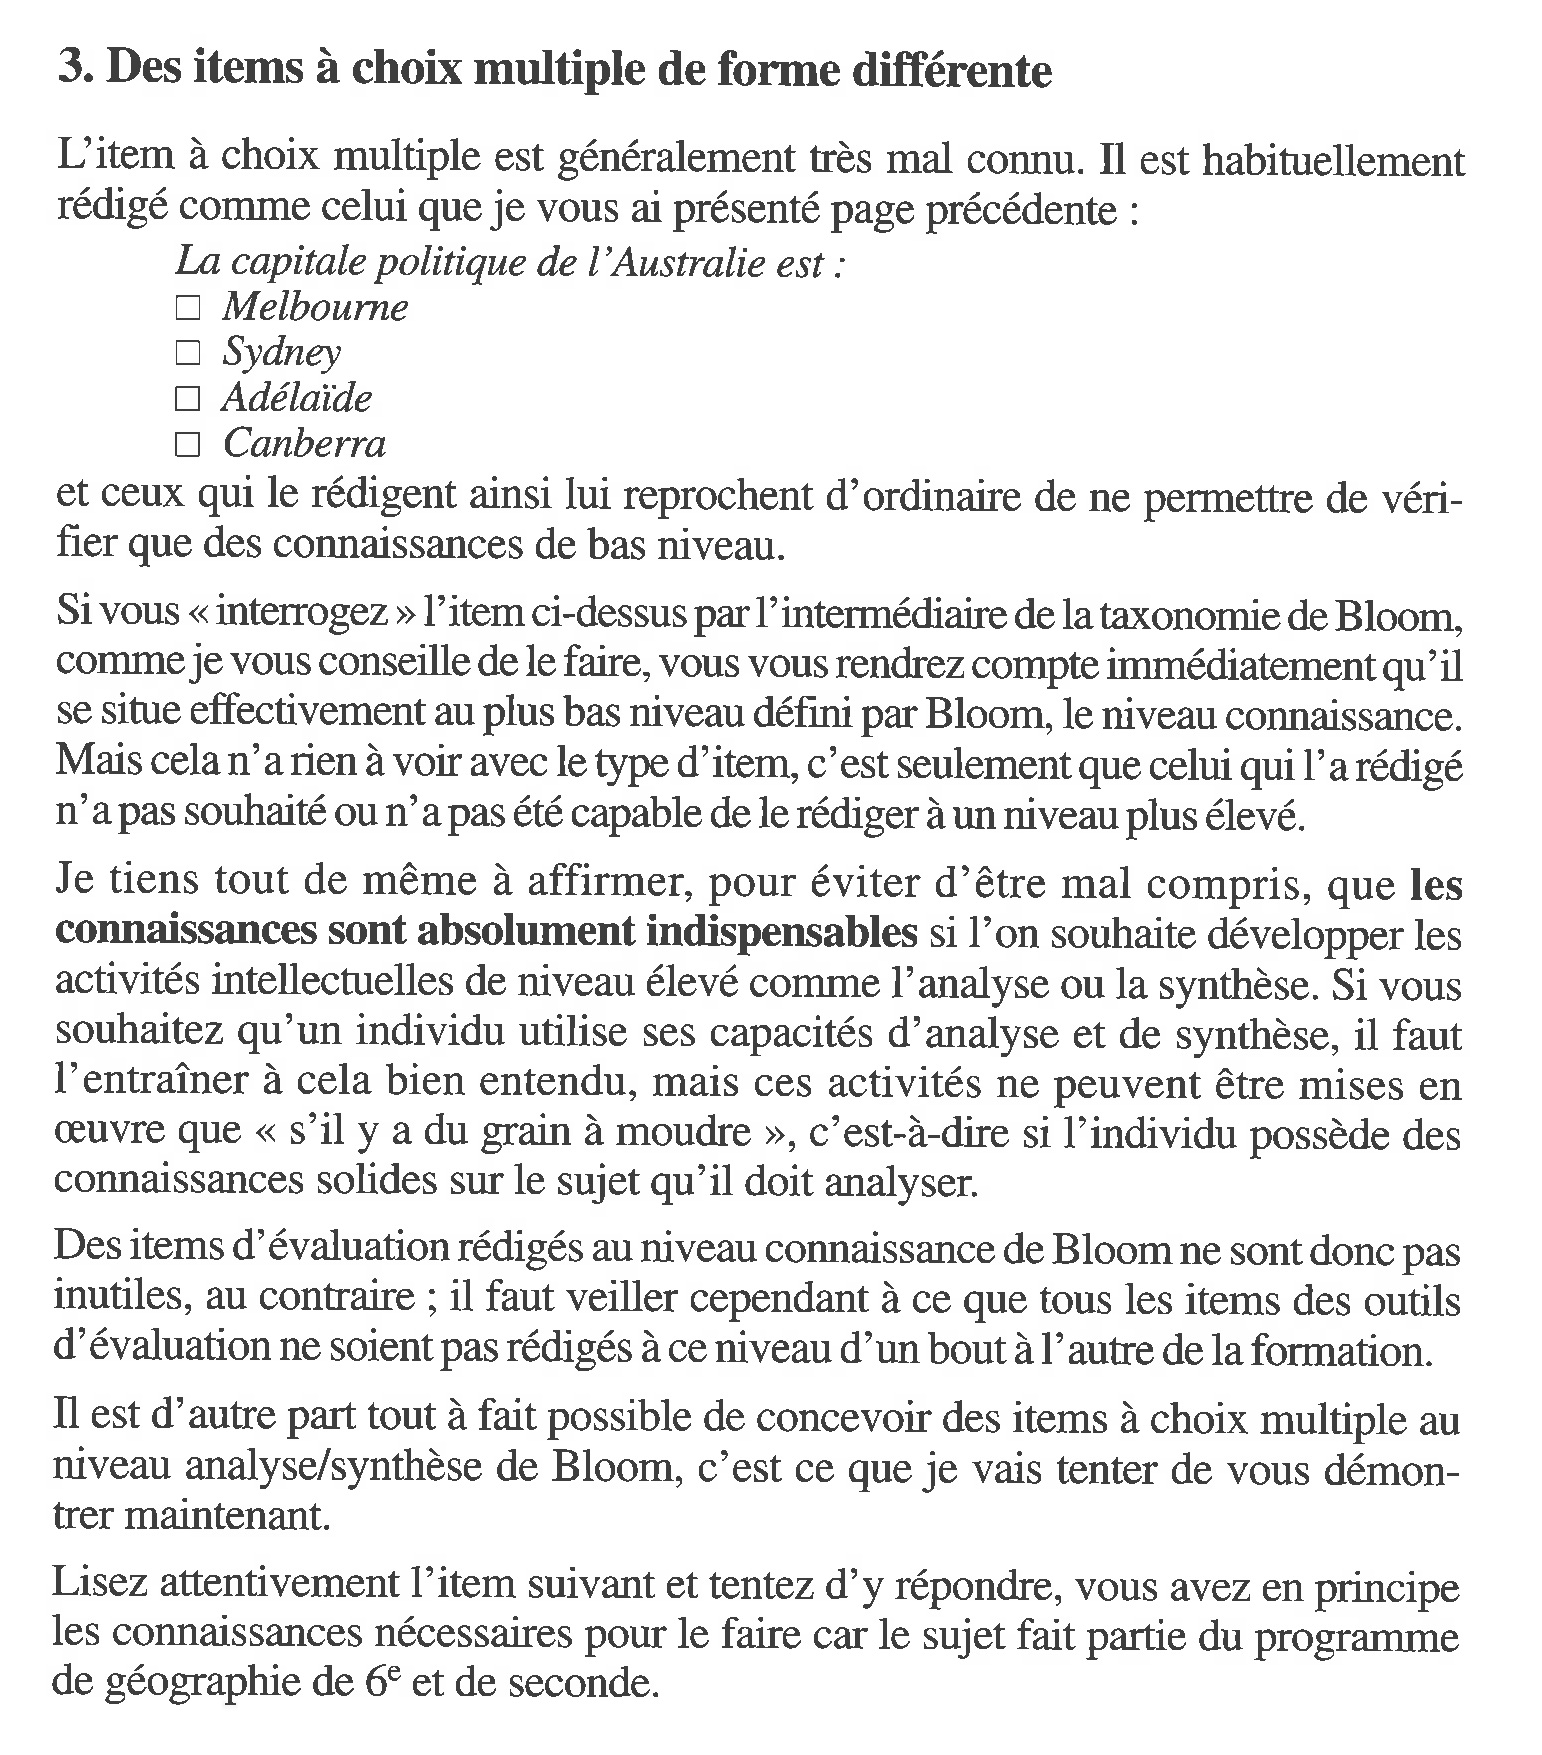 3. Des items à choix multiple de forme différente
L'item à choix multiple est généralement très mal connu. Il est habituellement
rédigé comme celui que je vous ai présenté page précédente :
La capitale politique de l'Australie est :
□ Melbourne
□ Sydney
□ Adélaïde
□ Canberra
et ceux qui le rédigent ainsi lui reprochent d'ordinaire de ne permettre de véri-
fier que des connaissances de bas niveau.
Si vous « interrogez » l'item ci-dessus par l'intermédiaire de la taxonomie de Bloom,
comme je vous conseille de le faire, vous vous rendrez compte immédiatement qu'il
se situe effectivement au plus bas niveau défini par Bloom, le niveau connaissance.
Mais cela n'a rien à voir avec le type d'item, c'est seulement que celui qui l'a rédigé
n'a pas souhaité ou n'a pas été capable de le rédiger à un niveau plus élevé.
Je tiens tout de même à affirmer, pour éviter d'être mal compris, que les
connaissances sont absolument indispensables si l'on souhaite développer les
activités intellectuelles de niveau élevé comme l'analyse ou la synthèse. Si vous
souhaitez qu'un individu utilise ses capacités d'analyse et de synthèse, il faut
l'entraîner à cela bien entendu, mais ces activités ne peuvent être mises en
œuvre que « s'il y a du grain à moudre », c'est-à-dire si l'individu possède des
connaissances solides sur le sujet qu'il doit analyser.
Des items d'évaluation rédigés au niveau connaissance de Bloom ne sont donc pas
inutiles, au contraire ; il faut veiller cependant à ce que tous les items des outils
d'évaluation ne soient pas rédigés à ce niveau d'un bout à l'autre de la formation.
Il est d'autre part tout à fait possible de concevoir des items à choix multiple au
niveau analyse/synthèse de Bloom, c'est ce que je vais tenter de vous démon-
trer maintenant.
Lisez attentivement l'item suivant et tentez d'y répondre, vous avez en principe
les connaissances nécessaires pour le faire car le sujet fait partie du programme
de géographie de 6e et de seconde.